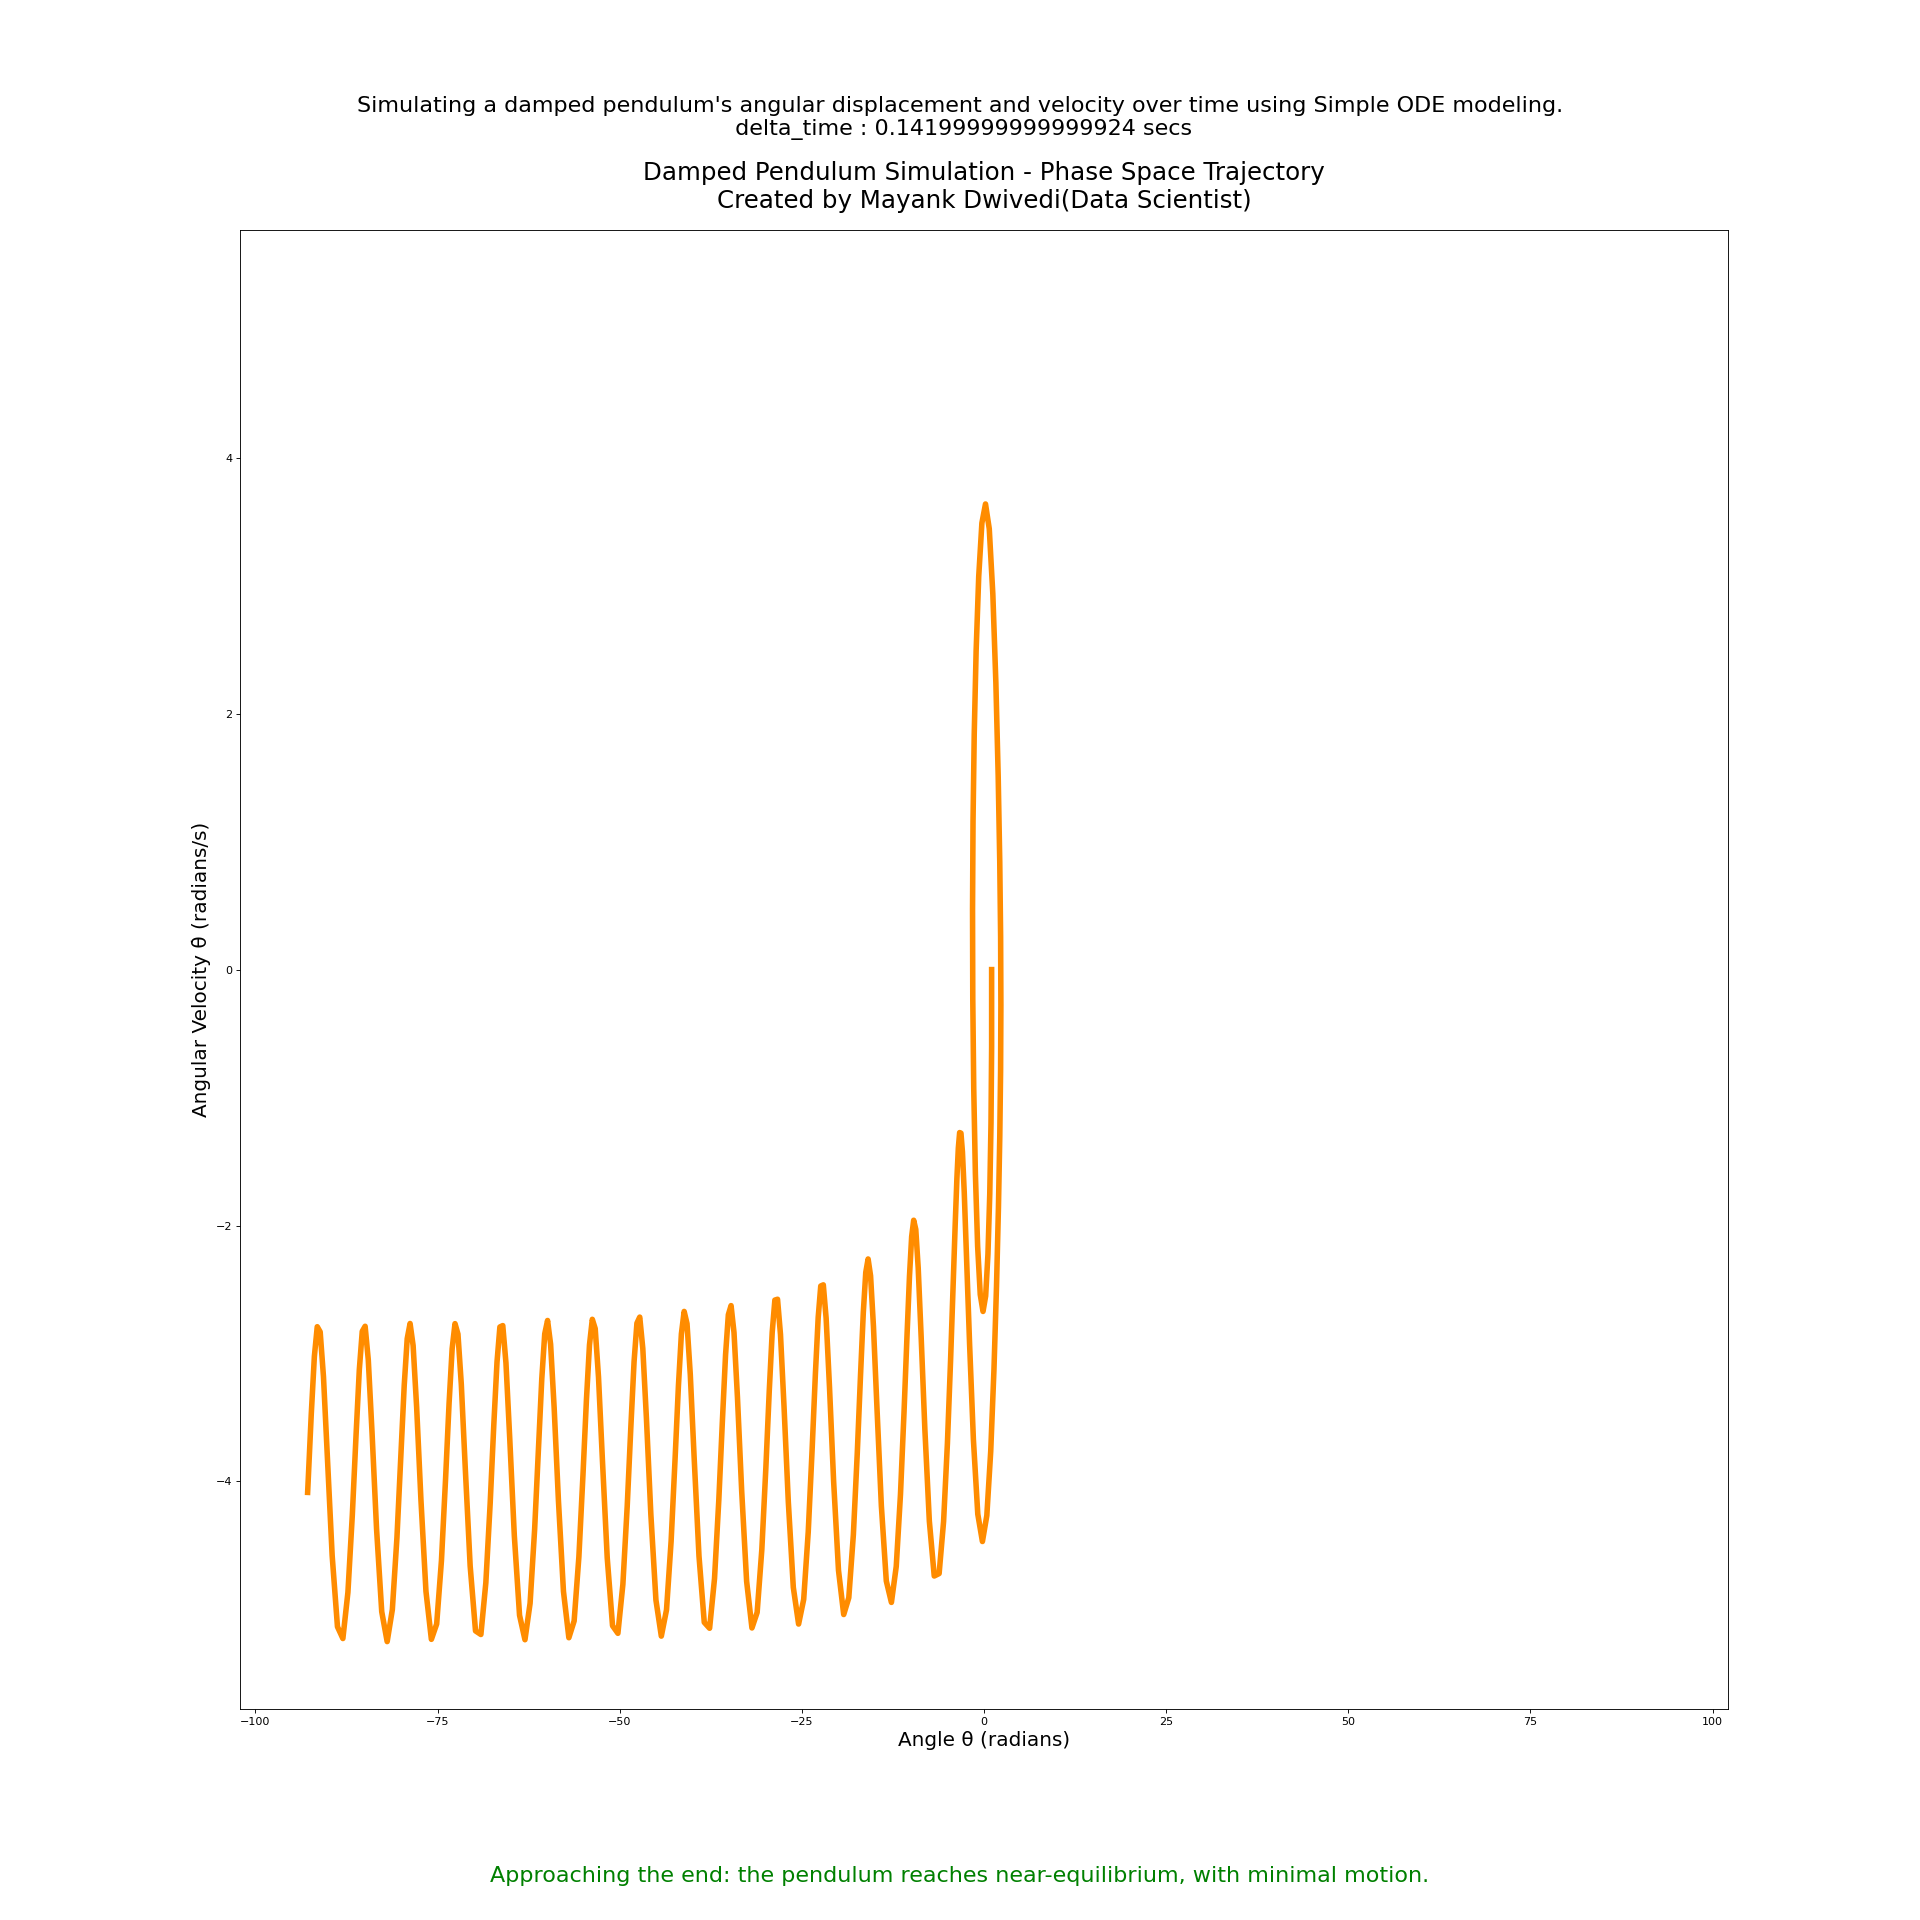 Simulating a damped pendulum's angular displacement and velocity over time using Simple ODE modeling.
delta_time : 0.14199999999999924 secs
Damped Pendulum Simulation - Phase Space Trajectory
Created by Mayank Dwivedi(Data Scientist)
Angular Velocity θ (radians/s)
4
2
0
−2
−4
−100
−75
−50
−25
0
25
50
75
100
Angle θ (radians)
Approaching the end: the pendulum reaches near-equilibrium, with minimal motion.